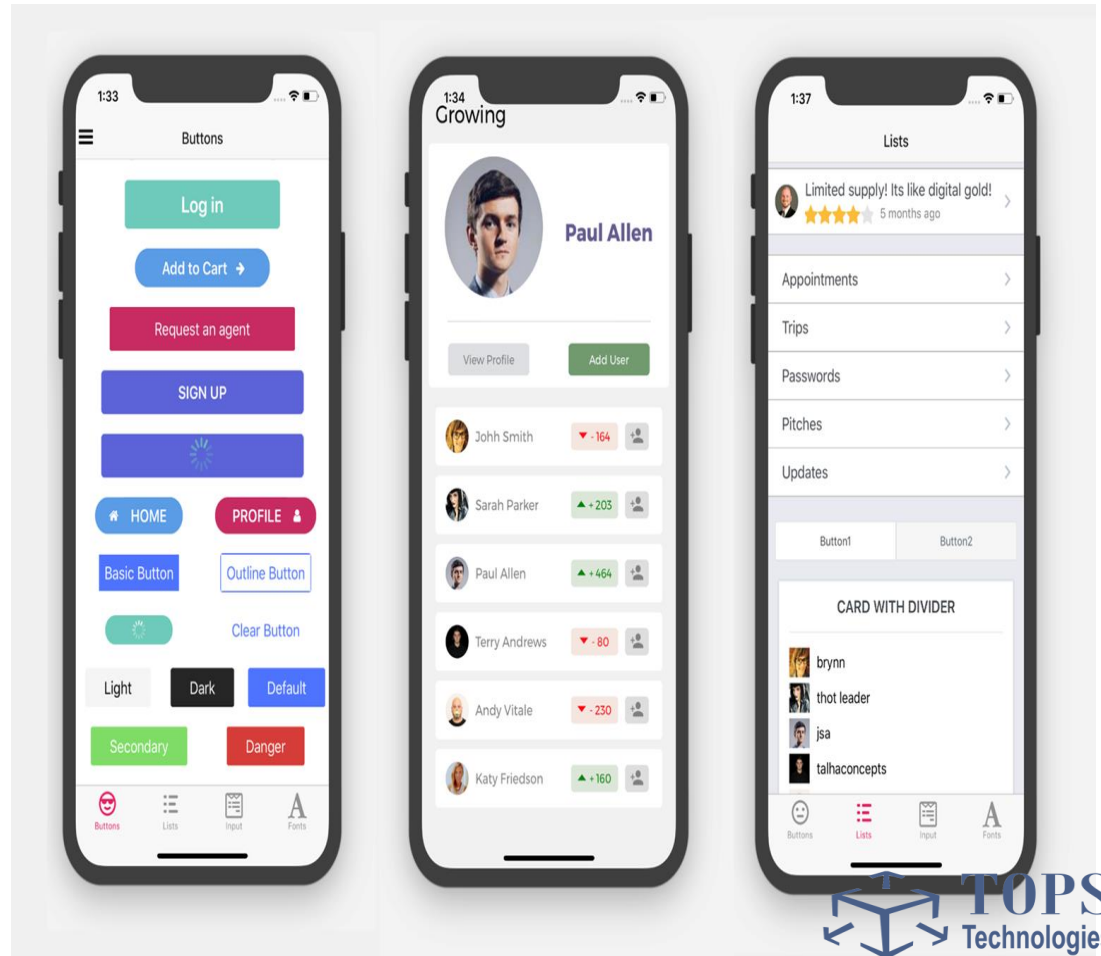 1:33
Buttons
Log in
Add to Cart
Request an agent
SIGN UP
HOME
PROFILE
Basic Button
Outline Button
Clear Button
Light
Dark
Default
Secondary
Danger
Buttons
Lists
Input
A
Fonts
1:34
Growing
Paul Allen
View Profile
Add User
Johh Smith
- 164
Sarah Parker
+ 203
Paul Allen
+ 464
Terry Andrews
- 80
Andy Vitale
- 230
Katy Friedson
+ 160
1:37
Lists
Limited supply! Its like digital gold!
5 months ago
Appointments
Trips
Passwords
Pitches
Updates
Button1
Button2
CARD WITH DIVIDER
brynn
thot leader
jsa
talhaconcepts
Buttons
Lists
Input
A
Fonts
TOPS
Technologie